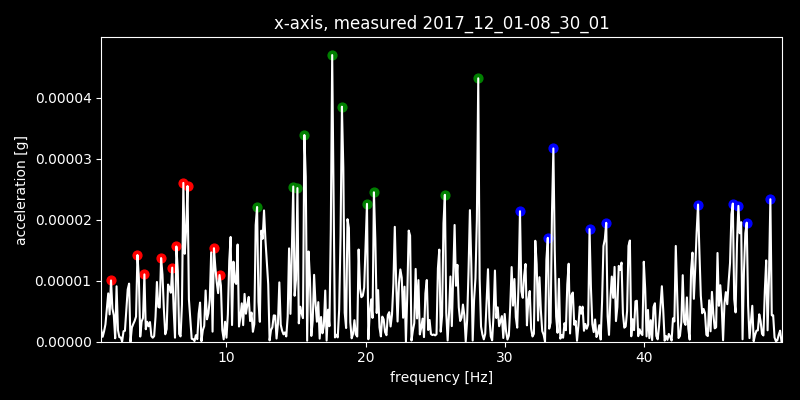 x-axis, measured 2017_12_01-08_30_01
acceleration [g]
0.00004
0.00003
0.00002
0.00001
0.00000
10 20 30 40
frequency [Hz]